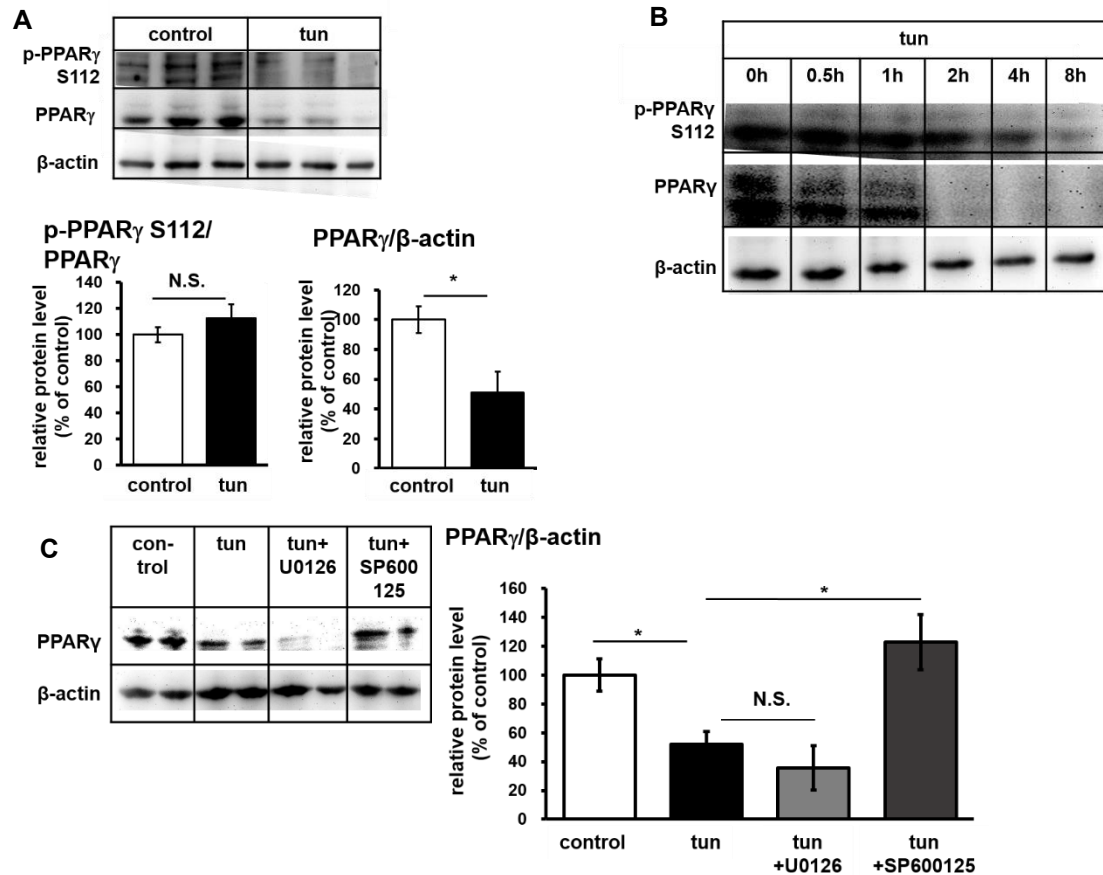 A
control tun
p-PPARγ
S112
PPARγ
β-actin
p-PPARγ S112/
PPARγ
relative protein level
(% of control)
140
120
100
80
60
40
20
0
N.S.
control tun
PPARγ/β-actin
relative protein level
(% of control)
120
100
80
60
40
20
0
*
control tun
B
tun
0h 0.5h 1h 2h 4h 8h
p-PPARγ
S112
PPARγ
β-actin
C
con-
trol
tun
tun+
U0126
tun+
SP600
125
PPARγ
β-actin
PPARγ/β-actin
relative protein level
(% of control)
160
140
120
100
80
60
40
20
0
*
N.S.
*
control
tun
tun
+U0126
tun
+SP600125